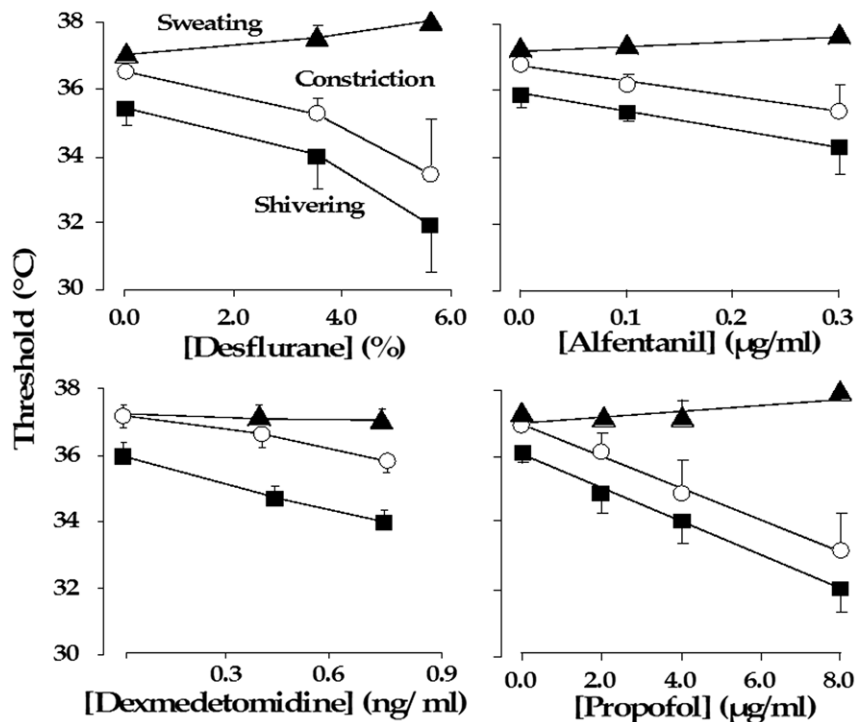 Threshold (°C)
38
36
34
32
30
Sweating
Constriction
Shivering
0.0 2.0 4.0 6.0
[Desflurane] (%)
0.0 0.1 0.2 0.3
[Alfentanil] (µg/ml)
38
36
34
32
30
0.3 0.6 0.9
[Dexmedetomidine] (ng/ ml)
0.0 2.0 4.0 6.0 8.0
[Propofol] (µg/ml)